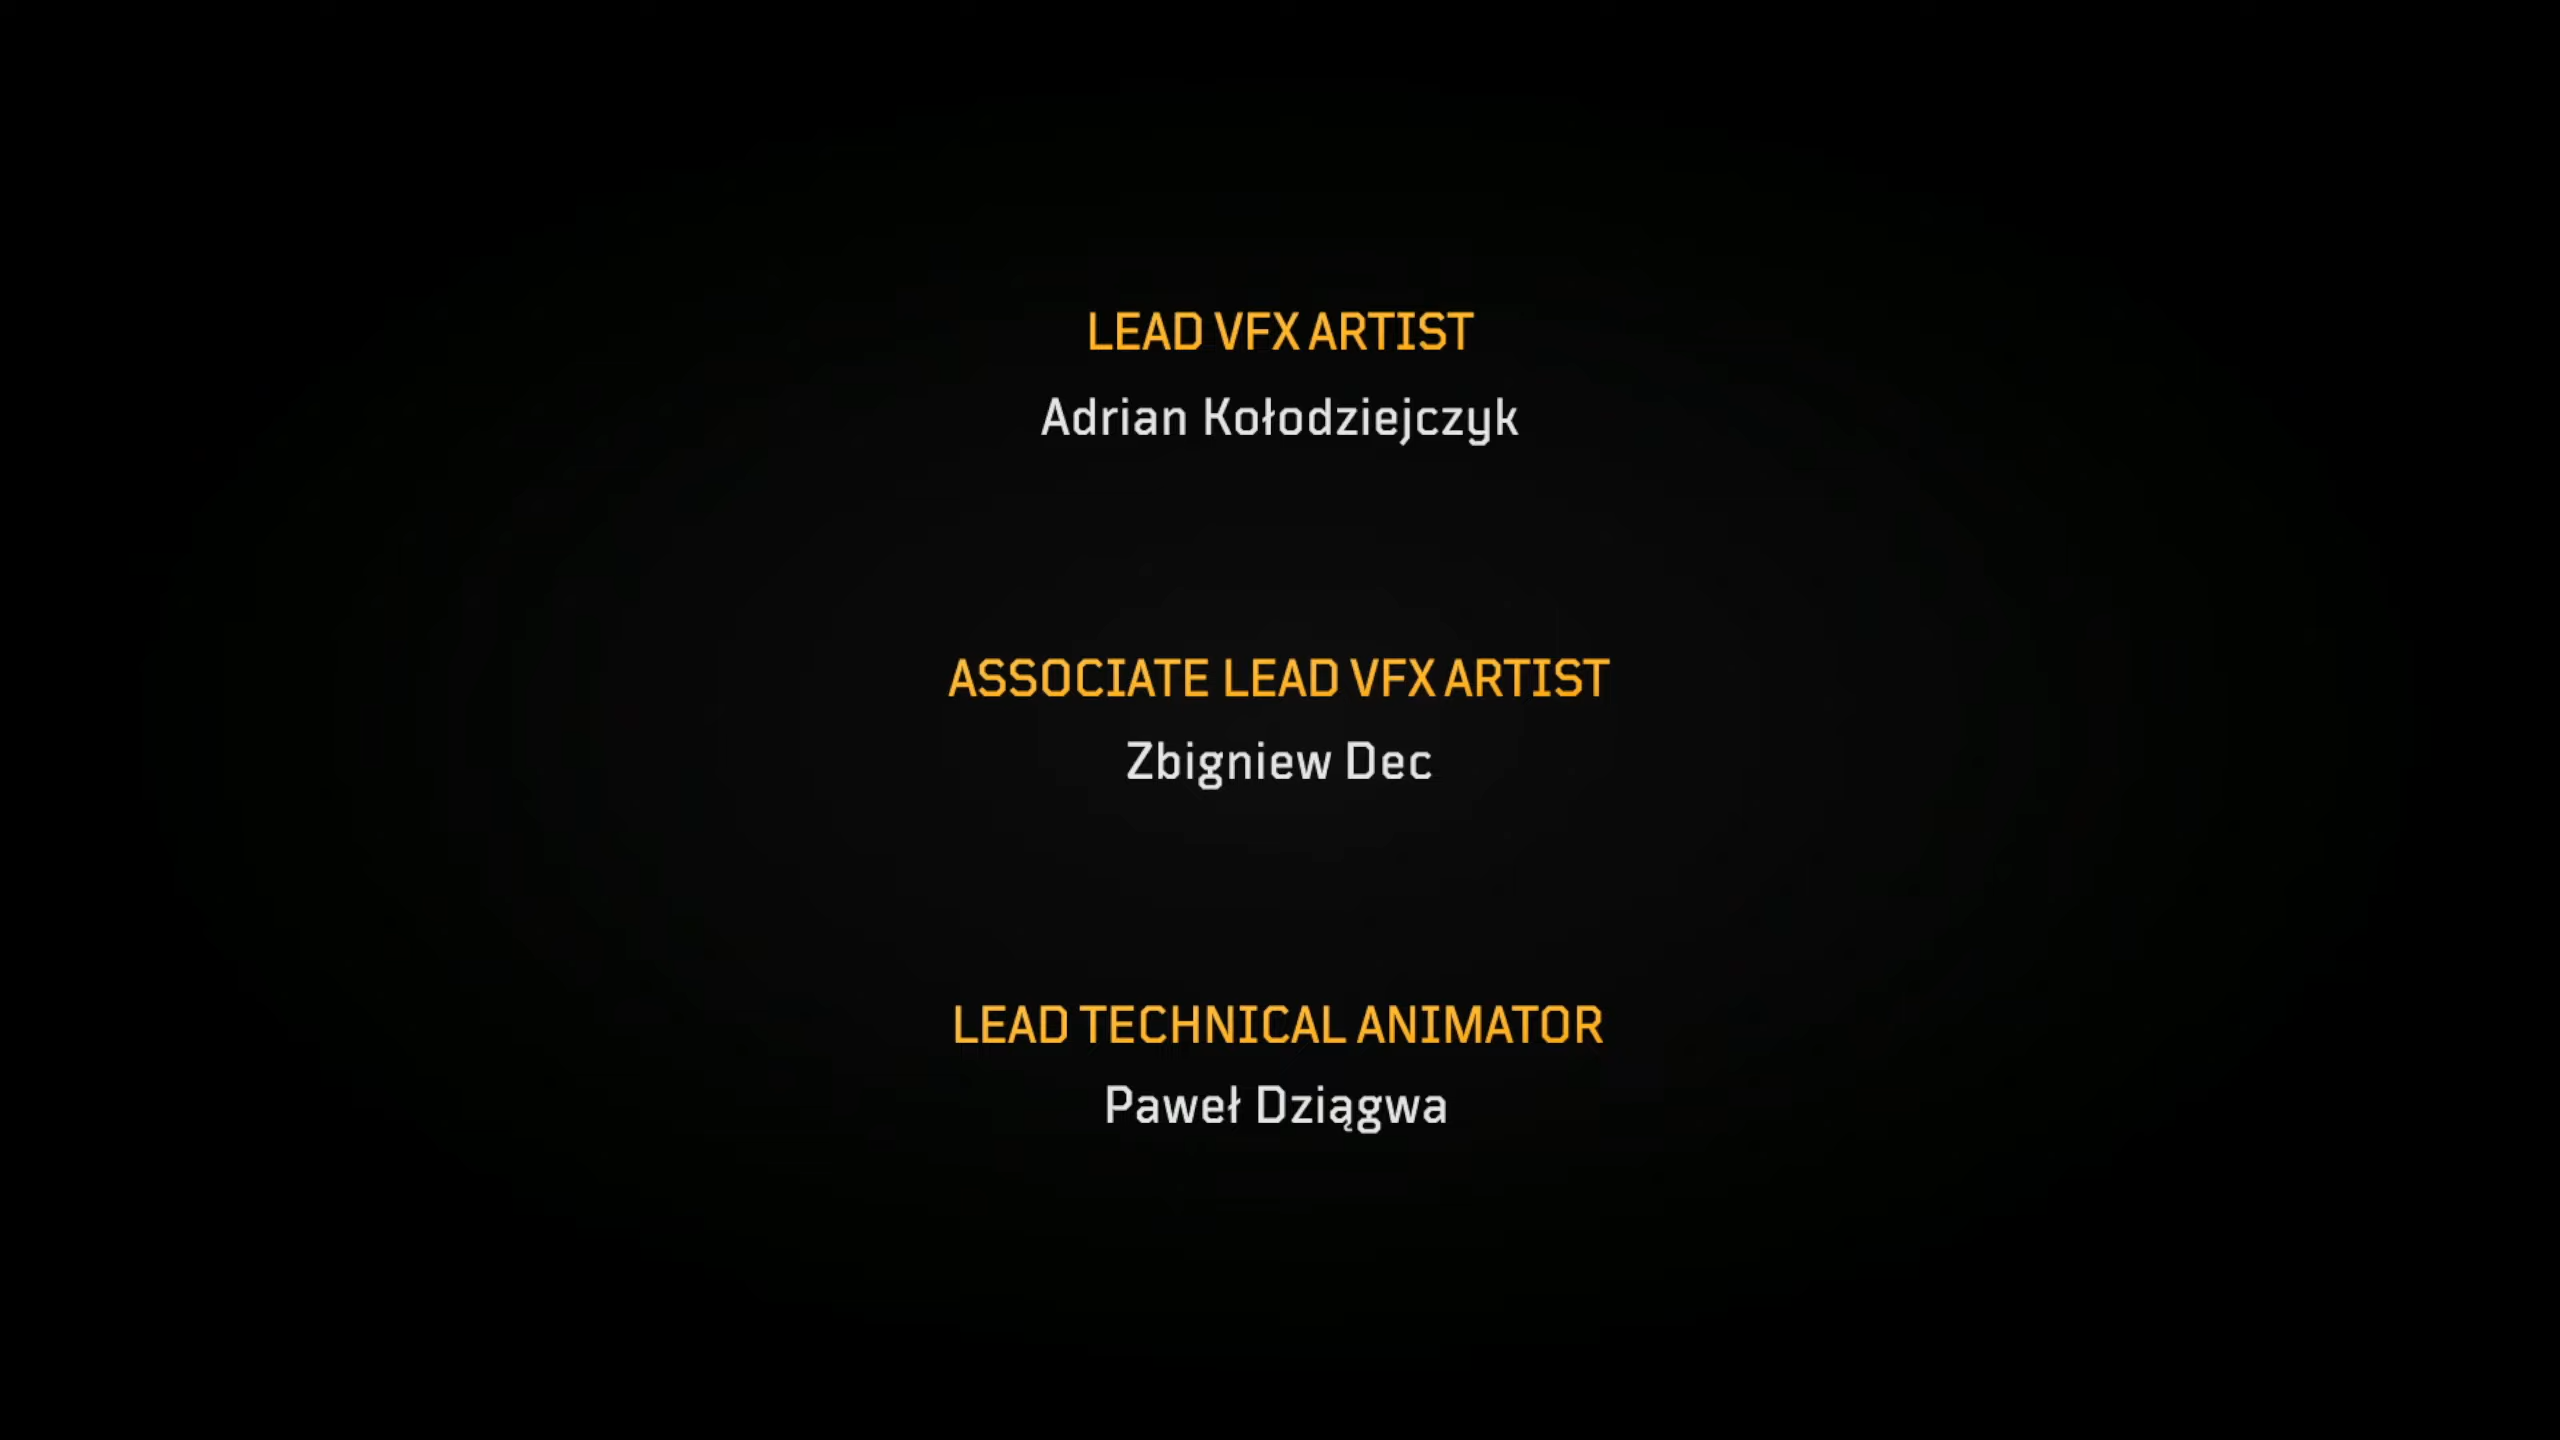 LEAD VFX ARTIST
Adrian Kołodziejczyk
ASSOCIATE LEAD VFX ARTIST
Zbigniew Dec
LEAD TECHNICAL ANIMATOR
Paweł Dziągwa